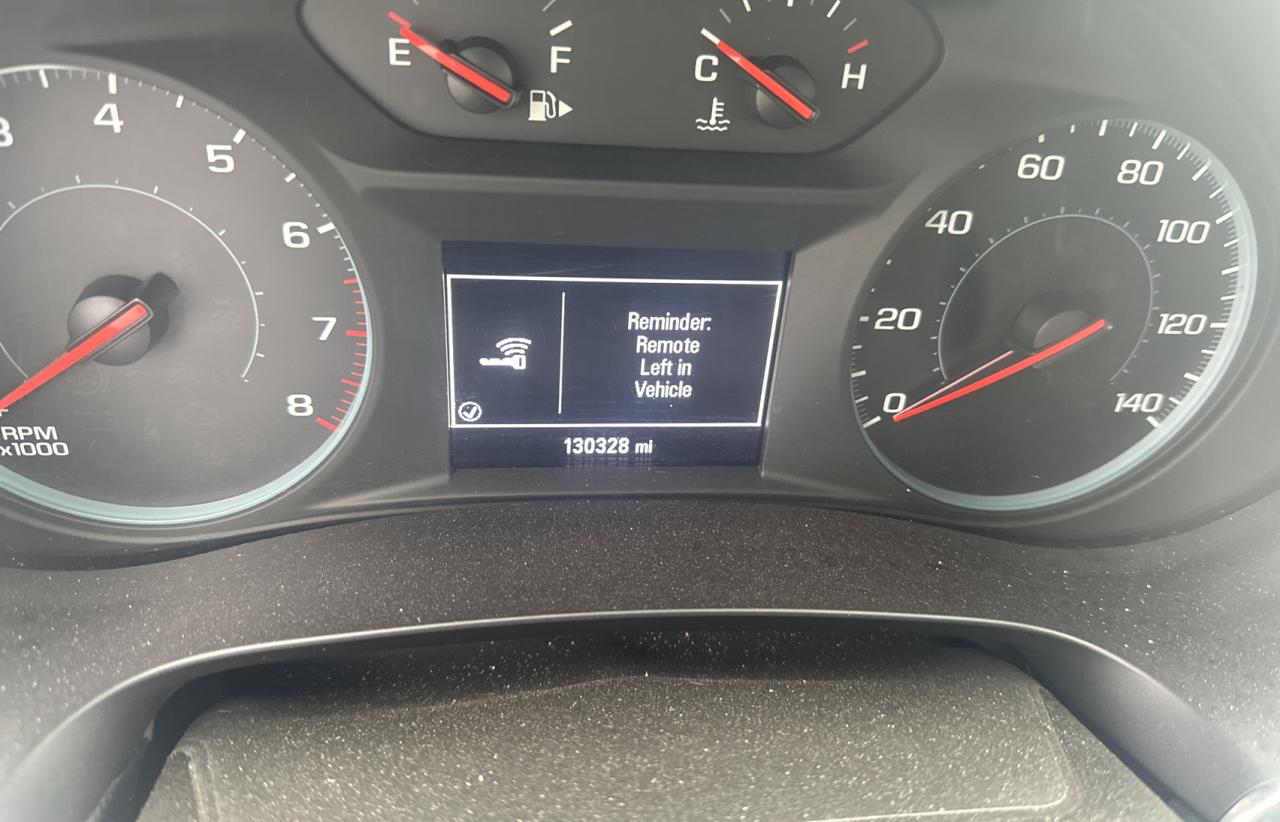 E
F
C
H
3
4
5
6
7
8
RPM
x1000
Reminder:
Remote
Left in
Vehicle
130328 mi
0
20
40
60
80
100
120
140